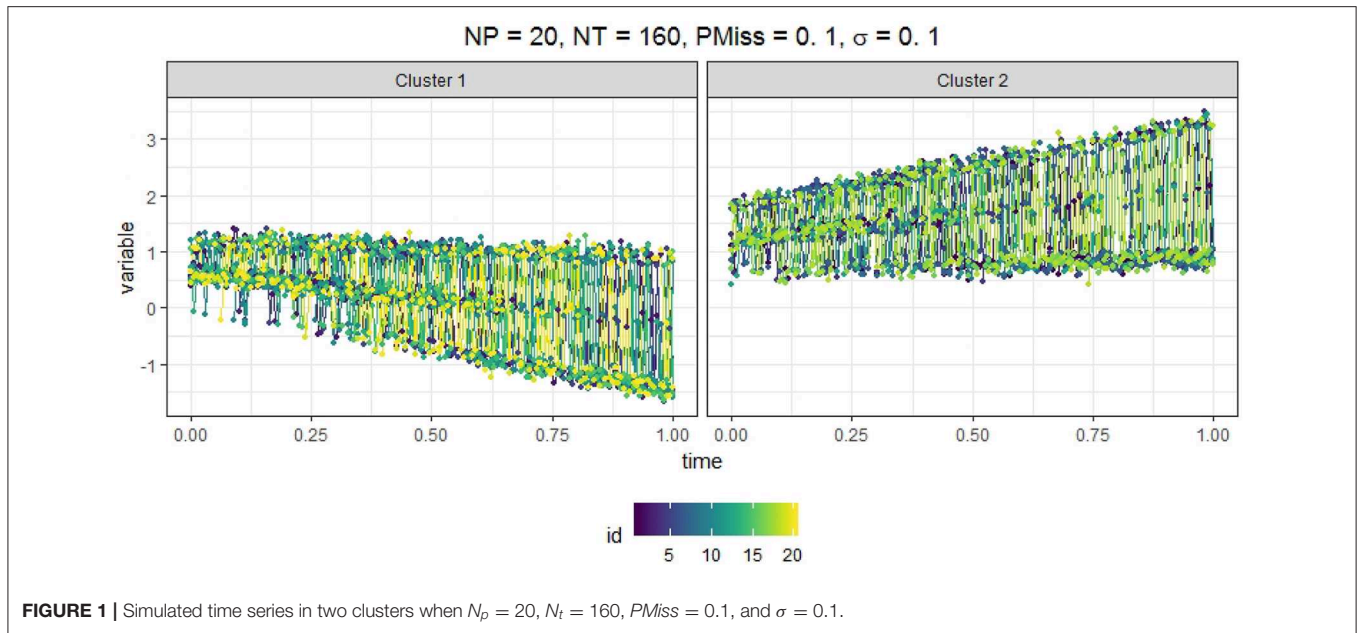 NP = 20, NT = 160, PMiss = 0. 1, σ = 0. 1
Cluster 1
Cluster 2
variable
3
2
1
0
-1
0.00 0.25 0.50 0.75 1.00
0.00 0.25 0.50 0.75 1.00
time
id
5 10 15 20
FIGURE 1 | Simulated time series in two clusters when Np = 20, Nt = 160, PMiss = 0.1, and σ = 0.1.